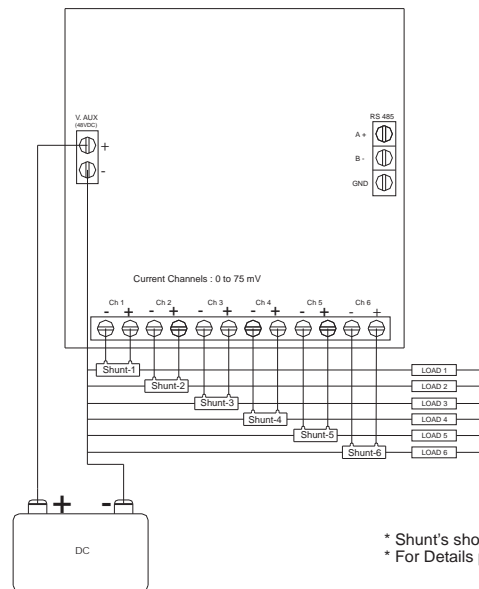 V. AUX
(48VDC)
+
-
RS 485
A +
B -
GND
Current Channels : 0 to 75 mV
Ch 1 Ch 2 Ch 3 Ch 4 Ch 5 Ch 6
- + - + - + - + - + - +
Shunt-1 LOAD 1
Shunt-2 LOAD 2
Shunt-3 LOAD 3
Shunt-4 LOAD 4
Shunt-5 LOAD 5
Shunt-6 LOAD 6
+ -
DC
* Shunt's sho
* For Details